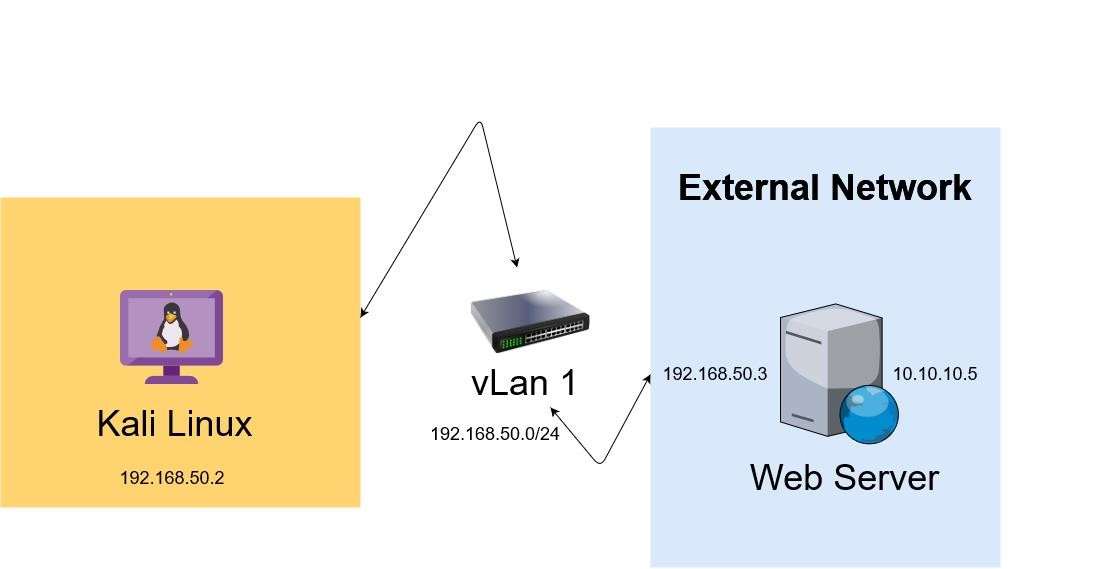 External Network
192.168.50.3
10.10.10.5
vLan 1
192.168.50.0/24
Kali Linux
192.168.50.2
Web Server